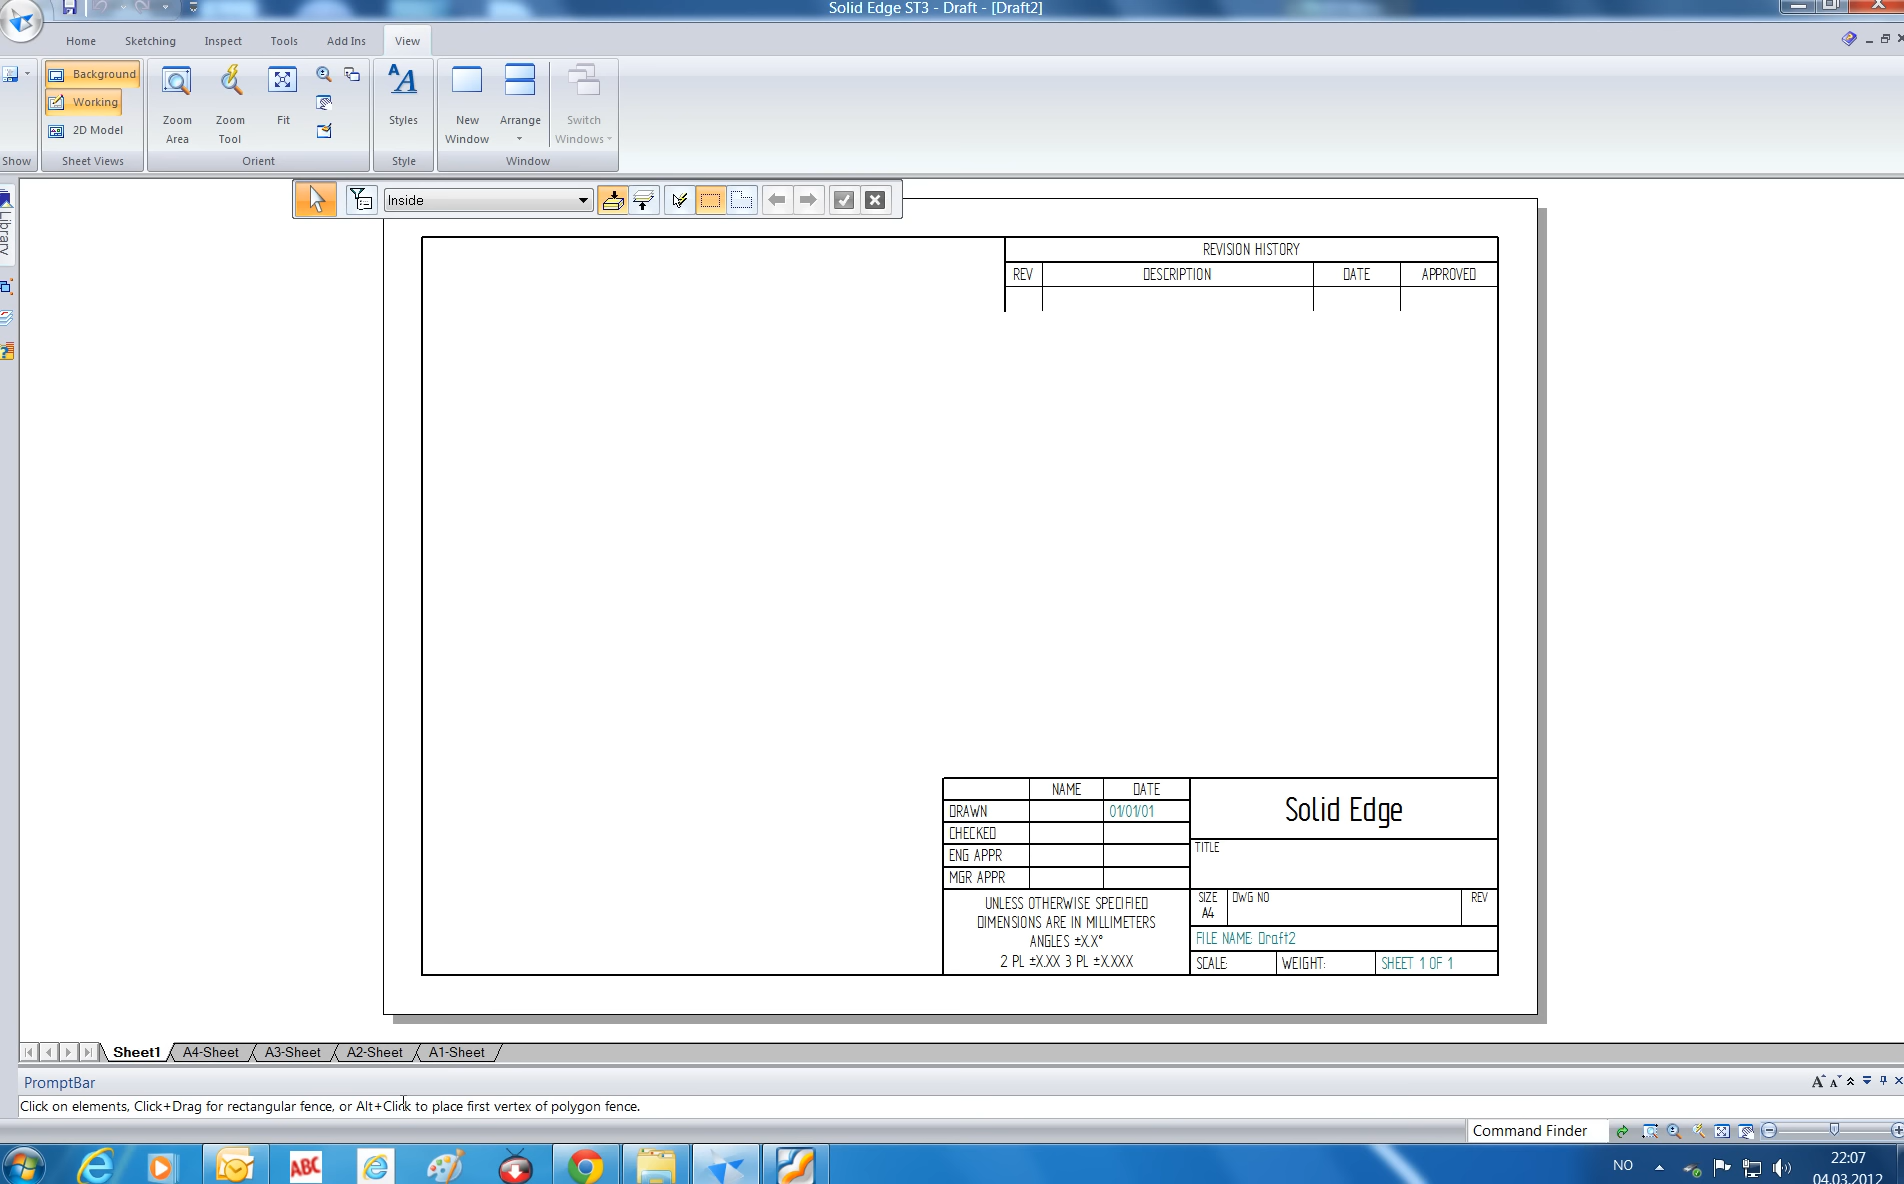 Solid Edge ST3 - Draft - [Draft2]
Home Sketching Inspect Tools Add Ins View
Background
Working
2D Model
Zoom Area
Zoom Tool
Fit
Styles
New Window
Arrange
Switch Windows
Show Sheet Views Orient Style Window
Inside
Library
REVISION HISTORY
REV DESCRIPTION DATE APPROVED
NAME DATE
DRAWN 01/01/01
CHECKED
ENG APPR
MGR APPR
UNLESS OTHERWISE SPECIFIED
DIMENSIONS ARE IN MILLIMETERS
ANGLES ±X.X°
2 PL ±X.XX 3 PL ±X.XXX
Solid Edge
TITLE
SIZE DWG NO REV
A4
FILE NAME: Draft2
SCALE: WEIGHT: SHEET 1 OF 1
Sheet1 A4-Sheet A3-Sheet A2-Sheet A1-Sheet
PromptBar
Click on elements, Click+Drag for rectangular fence, or Alt+Click to place first vertex of polygon fence.
Command Finder
ABC
NO
22:07
04.03.2012